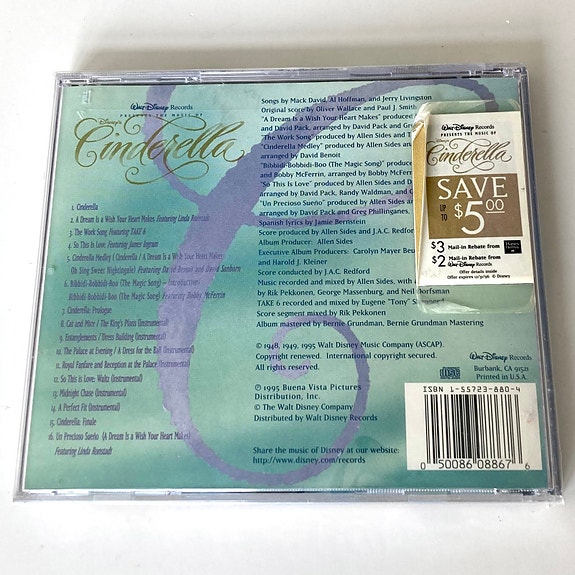 Walt Disney Records
PRESENTS THE MUSIC OF
Disney's
Cinderella
1. Cinderella
2. A Dream Is a Wish Your Heart Makes Featuring Linda Ronstadt
3. The Work Song Featuring TAKE 6
4. So This Is Love Featuring James Ingram
5. Cinderella Medley (Cinderella / A Dream Is a Wish Your Heart Makes
Oh Sing Sweet Nightingale) Featuring David Benoit and David Sanborn
6. Bibbidi-Bobbidi-Boo (The Magic Song) – Introduction
Bibbidi-Bobbidi-Boo (The Magic Song) Featuring Bobby McFerrin
7. Cinderella: Prologue
8. Cat and Mice / The King's Plans (Instrumental)
9. Entanglements / Dress Building (Instrumental)
10. The Palace at Evening / A Dress for the Ball (Instrumental)
11. Royal Fanfare and Reception at the Palace (Instrumental)
12. So This Is Love: Waltz (Instrumental)
13. Midnight Chase (Instrumental)
14. A Perfect Fit (Instrumental)
15. Cinderella: Finale
16. Un Precioso Sueño (A Dream Is a Wish Your Heart Makes)
Featuring Linda Ronstadt
Songs by Mack David, Al Hoffman, and Jerry Livingston
Original score by Oliver Wallace and Paul J. Smith
"A Dream Is a Wish Your Heart Makes" produced
and David Pack, arranged by David Pack and
"The Work Song" produced by Allen Sides and
"Cinderella Medley" produced by Allen Sides
arranged by David Benoit
"Bibbidi-Bobbidi-Boo (The Magic Song)" produced
and Bobby McFerrin, arranged by Bobby McFerrin
"So This Is Love" produced by Allen Sides and
arranged by David Pack, Randy Waldman, and
"Un Precioso Sueño" produced by Allen Sides
arranged by David Pack and Greg Phillinganes.
Spanish lyrics by Jamie Bernstein
Score produced by Allen Sides and J.A.C. Redford
Album Producer: Allen Sides
Executive Album Producers: Carolyn Mayer
and Harold J. Kleiner
Score conducted by J.A.C. Redford
Music recorded and mixed by Allen Sides, with
by Rik Pekkonen, George Massenburg, and
TAKE 6 recorded and mixed by Eugene "Tony"
Score segment mixed by Rik Pekkonen
Album mastered by Bernie Grundman, Bernie Grundman Mastering
© 1948, 1949, 1995 Walt Disney Music Company (ASCAP).
Copyright renewed. International copyright secured.
All rights reserved.
℗ 1995 Buena Vista Pictures
Distribution, Inc.
© The Walt Disney Company
Distributed by Walt Disney Records
Share the music of Disney at our website:
http://www.disney.com/records
Walt Disney Records
PRESENTS THE MUSIC OF
Cinderella
SAVE
UP TO
$5.00
$3 Mail-in Rebate from
$2 Mail-in Rebate from
Walt Disney Records
Offer details inside
Offer expires 12/31/96 © Disney
Walt Disney Records
Burbank, CA 91521
Printed in U.S.A.
ISBN 1-55723-880-4
0 50086 08867 6